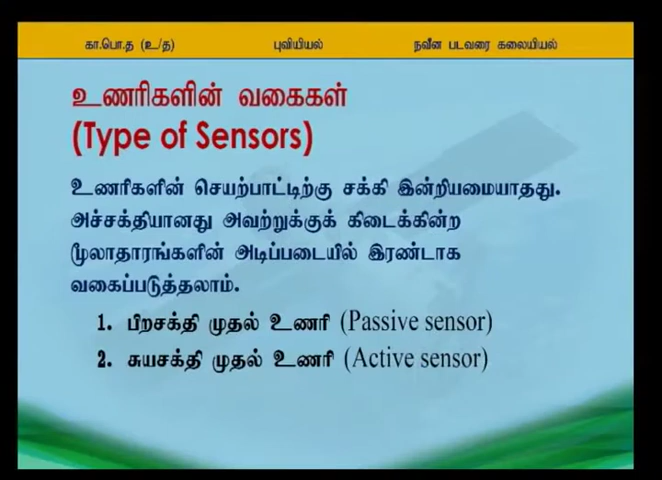 கா.பொ.த (உ/த) புவியியல் நவீன படவரை கலையியல்
உணரிகளின் வகைகள்
(Type of Sensors)
உணரிகளின் செயற்பாட்டிற்கு சக்கி இன்றியமையாதது.
அச்சக்தியானது அவற்றுக்குக் கிடைக்கின்ற
மூலாதாரங்களின் அடிப்படையில் இரண்டாக
வகைப்படுத்தலாம்.
1. பிறசக்தி முதல் உணரி (Passive sensor)
2. சுயசக்தி முதல் உணரி (Active sensor)